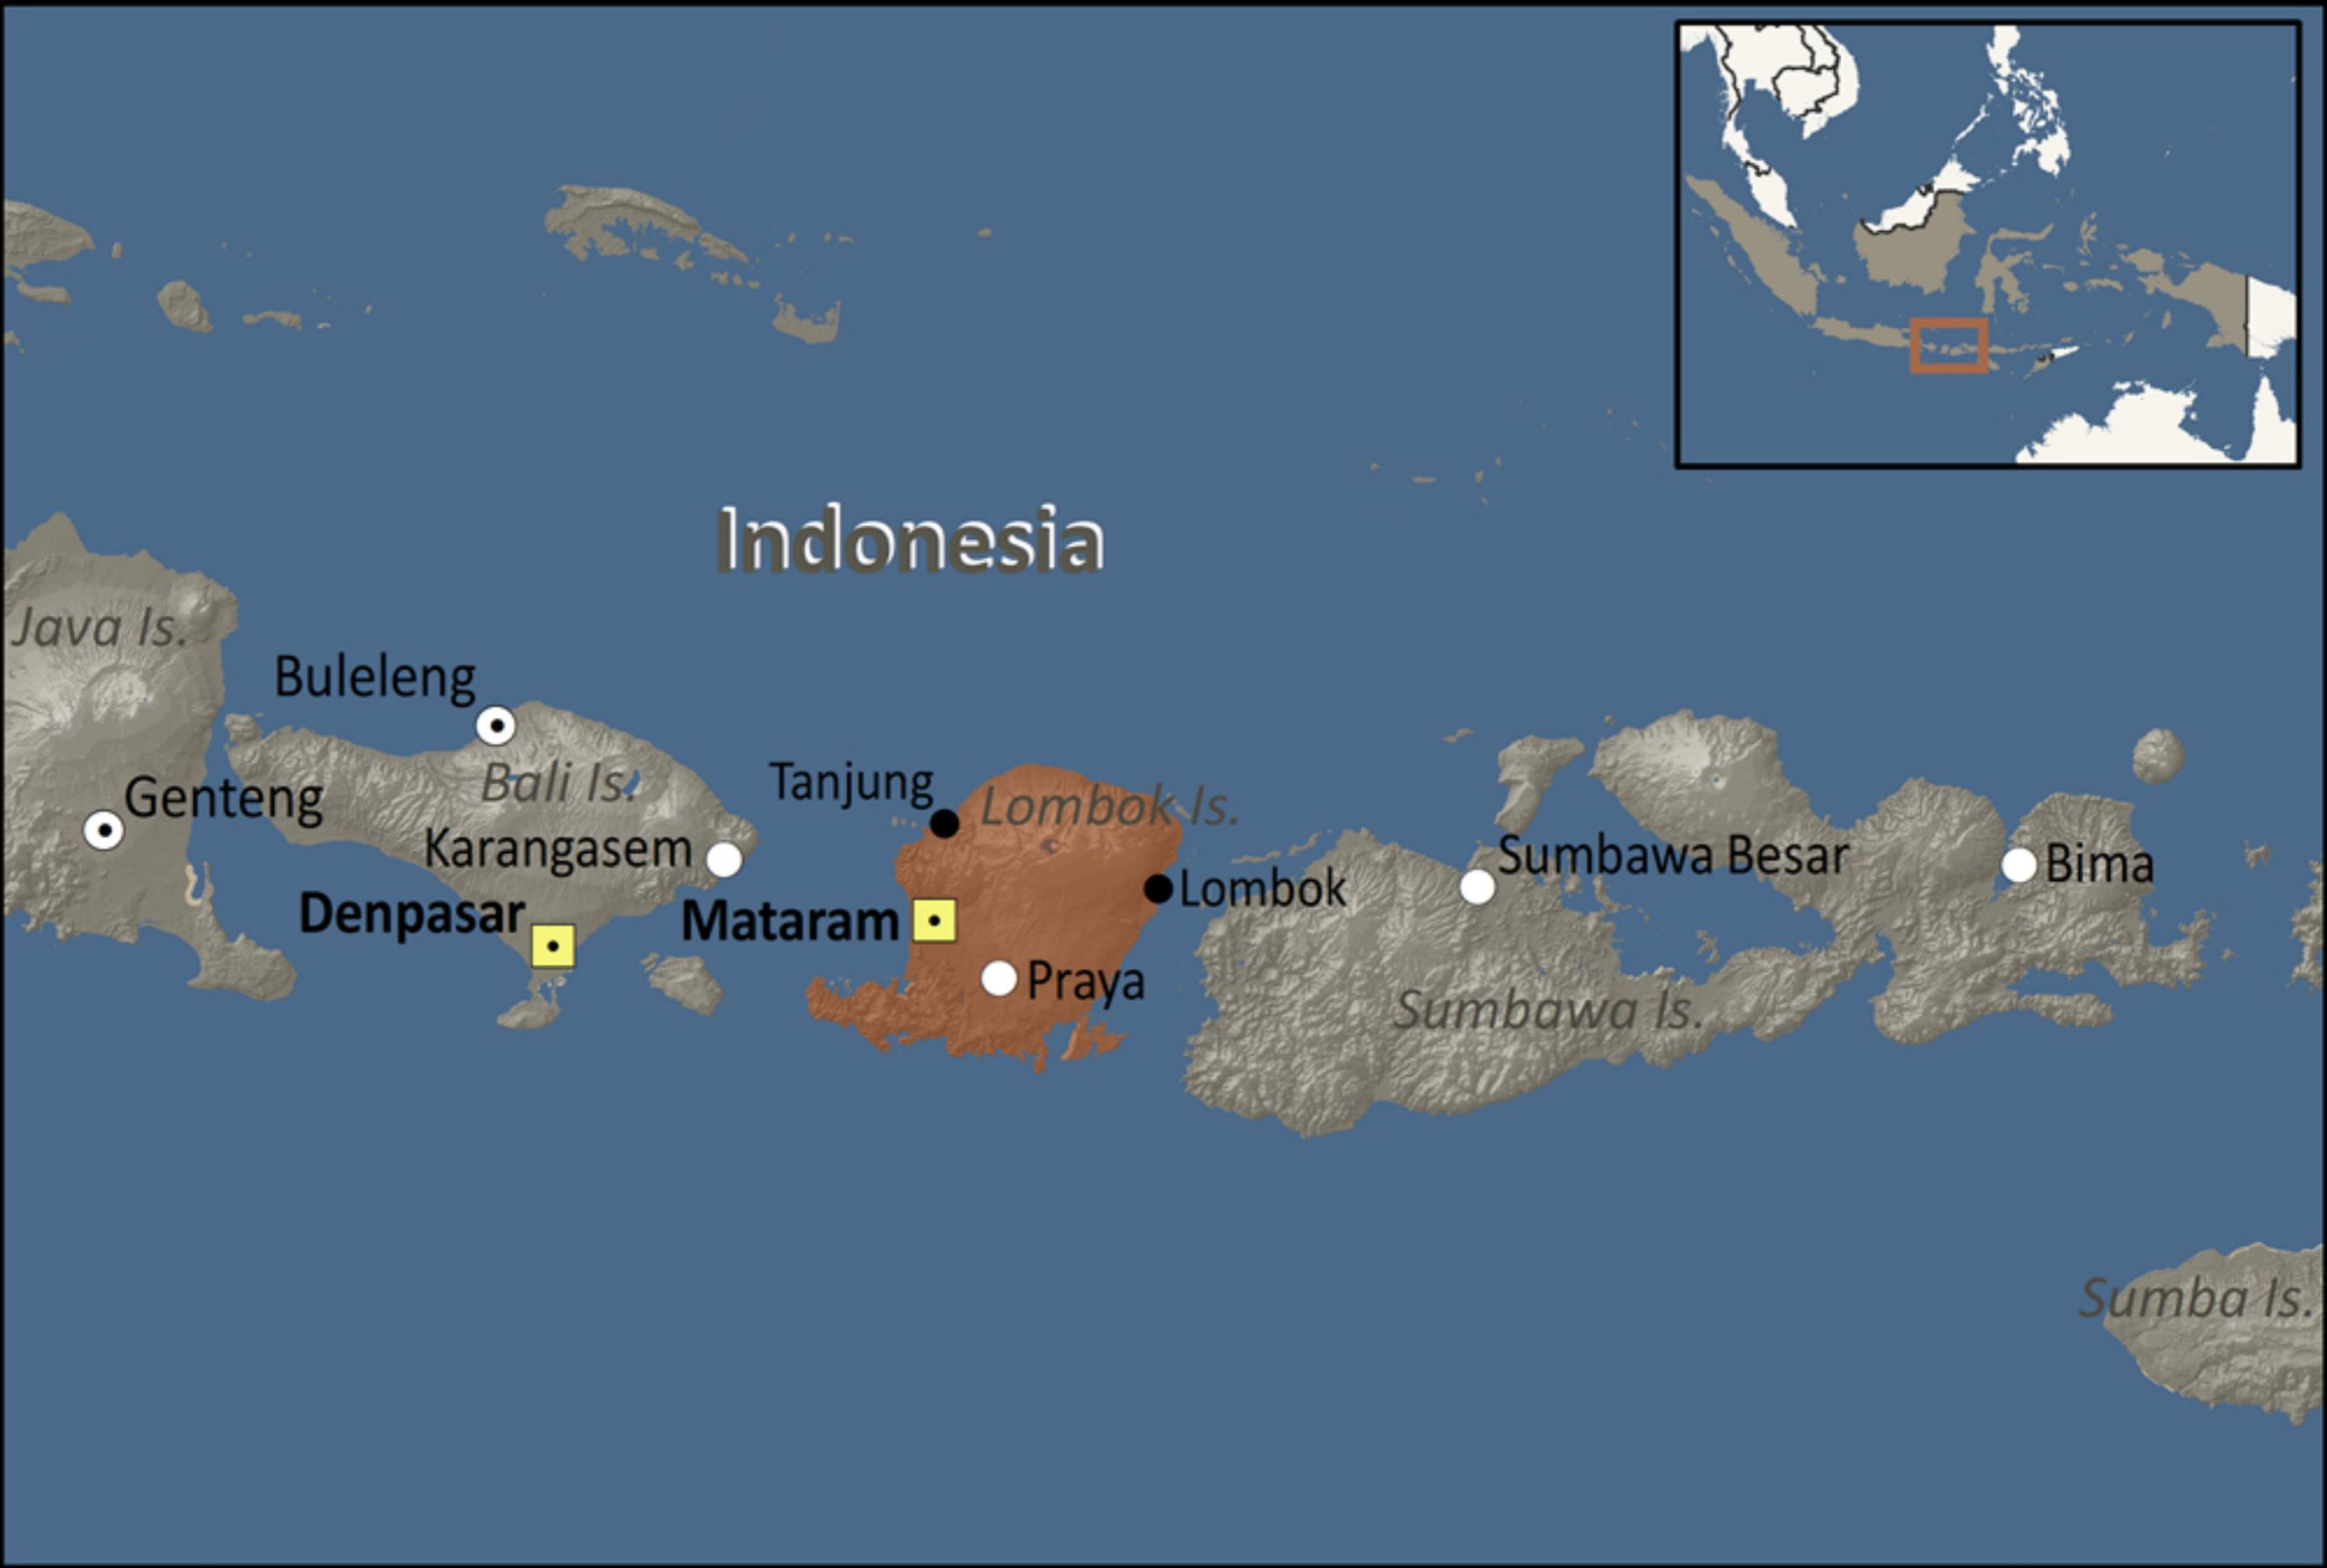 Indonesia
Java Is.
Buleleng
Bali Is.
Tanjung
Lombok Is.
Genteng
Karangasem
Sumbawa Besar
Bima
Denpasar
Mataram
Lombok
Praya
Sumbawa Is.
Sumba Is.